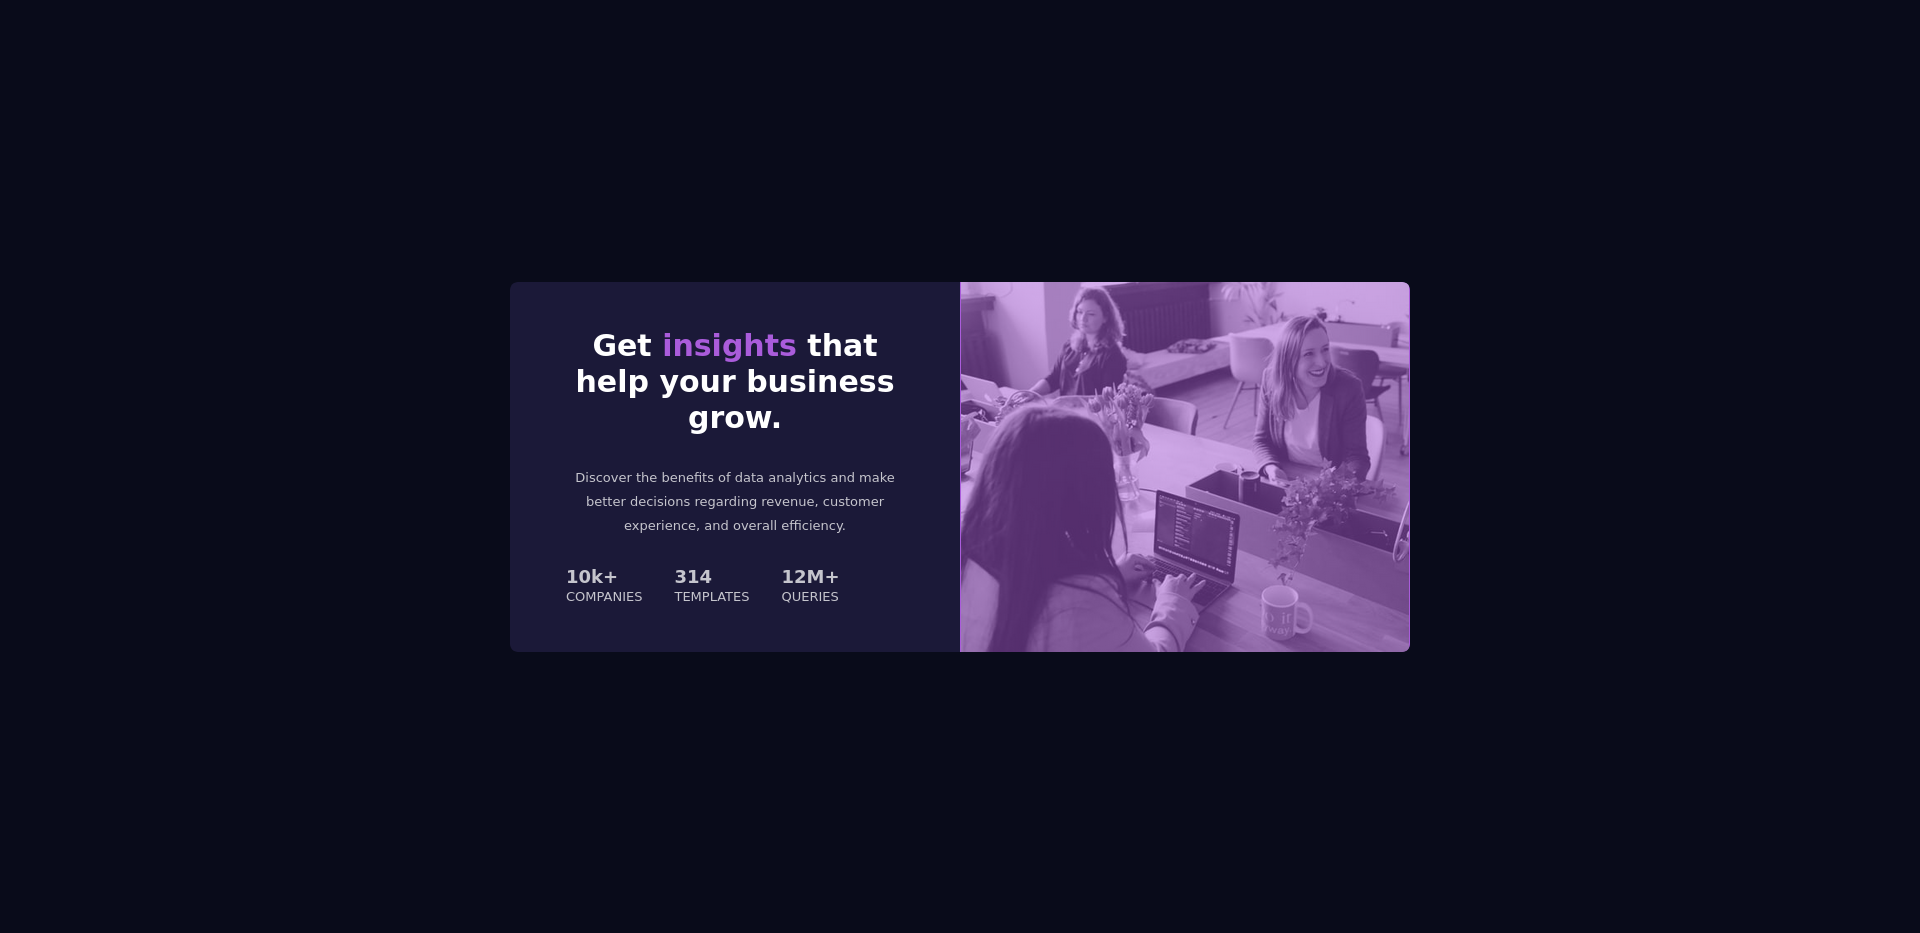 Get insights that
help your business
grow.
Discover the benefits of data analytics and make
better decisions regarding revenue, customer
experience, and overall efficiency.
10k+ 314 12M+
COMPANIES TEMPLATES QUERIES